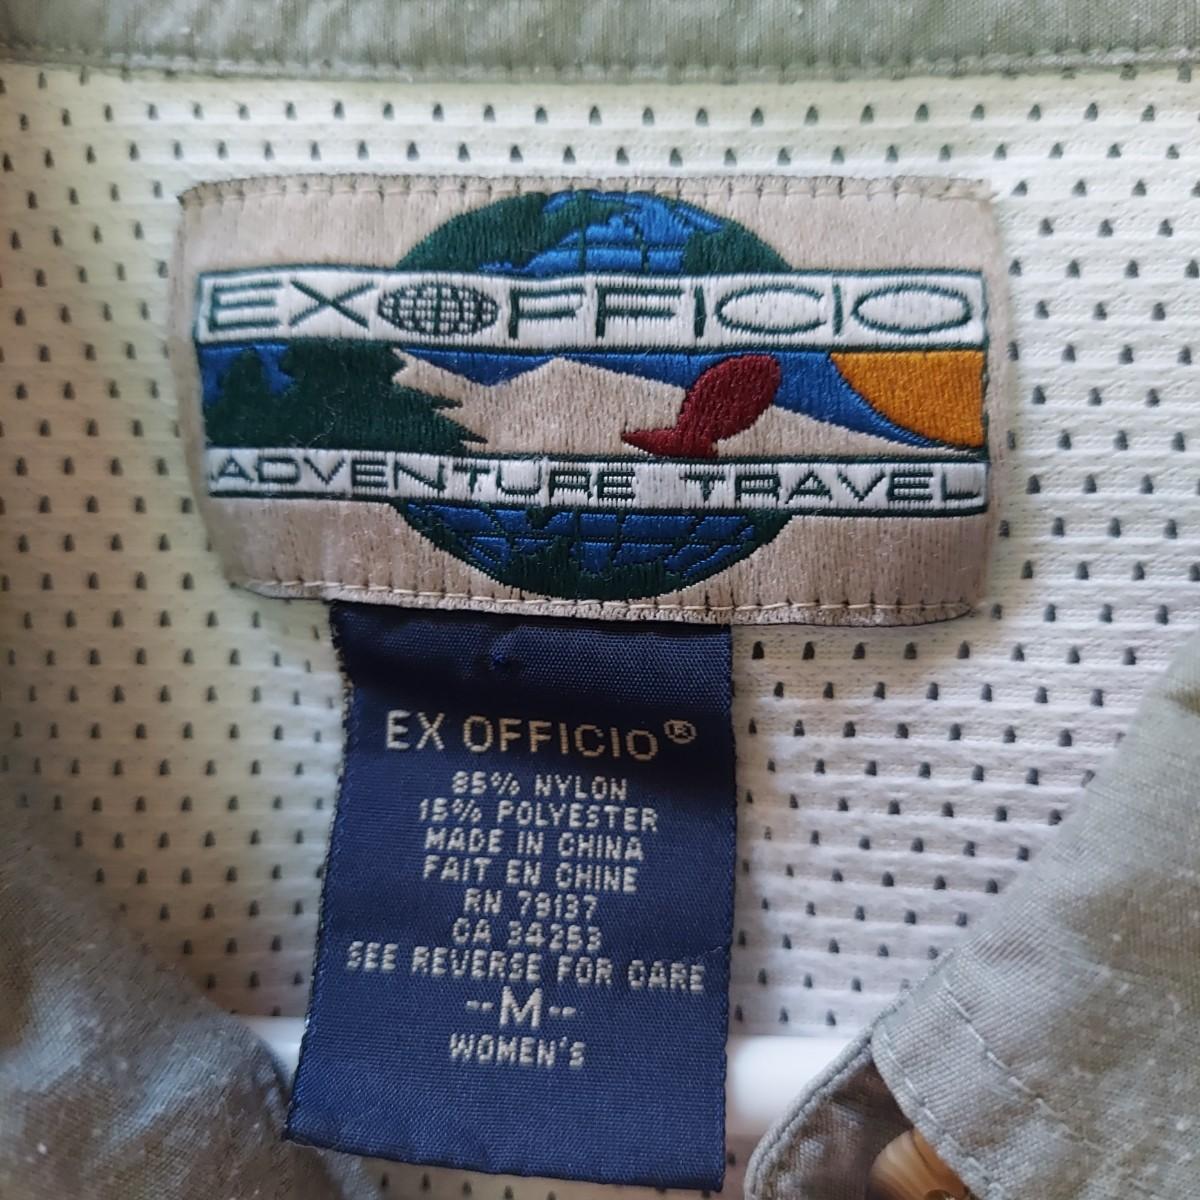 EXOFFICIO
ADVENTURE TRAVEL
EX OFFICIO®
85% NYLON
15% POLYESTER
MADE IN CHINA
FAIT EN CHINE
RN 79137
CA 34253
SEE REVERSE FOR CARE
--M--
WOMEN'S